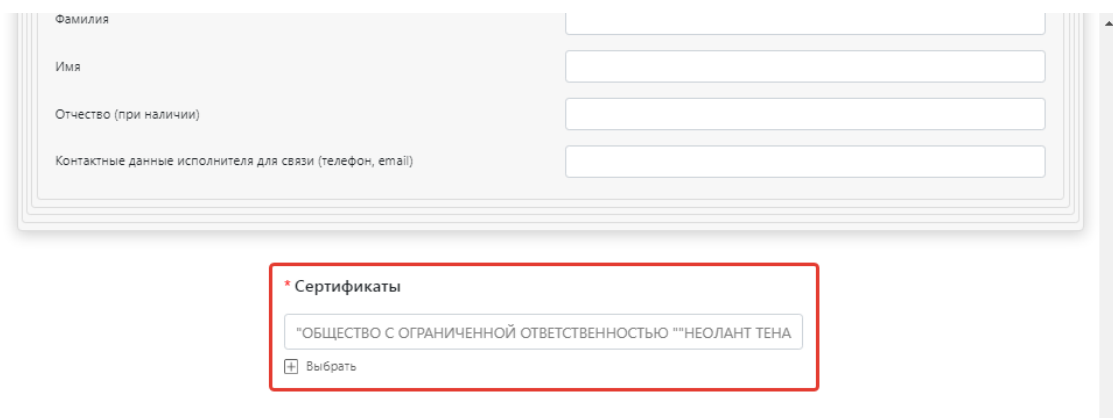 Фамилия
Имя
Отчество (при наличии)
Контактные данные исполнителя для связи (телефон, email)
* Сертификаты
"ОБЩЕСТВО С ОГРАНИЧЕННОЙ ОТВЕТСТВЕННОСТЬЮ ""НЕОЛАНТ ТЕНА
Выбрать